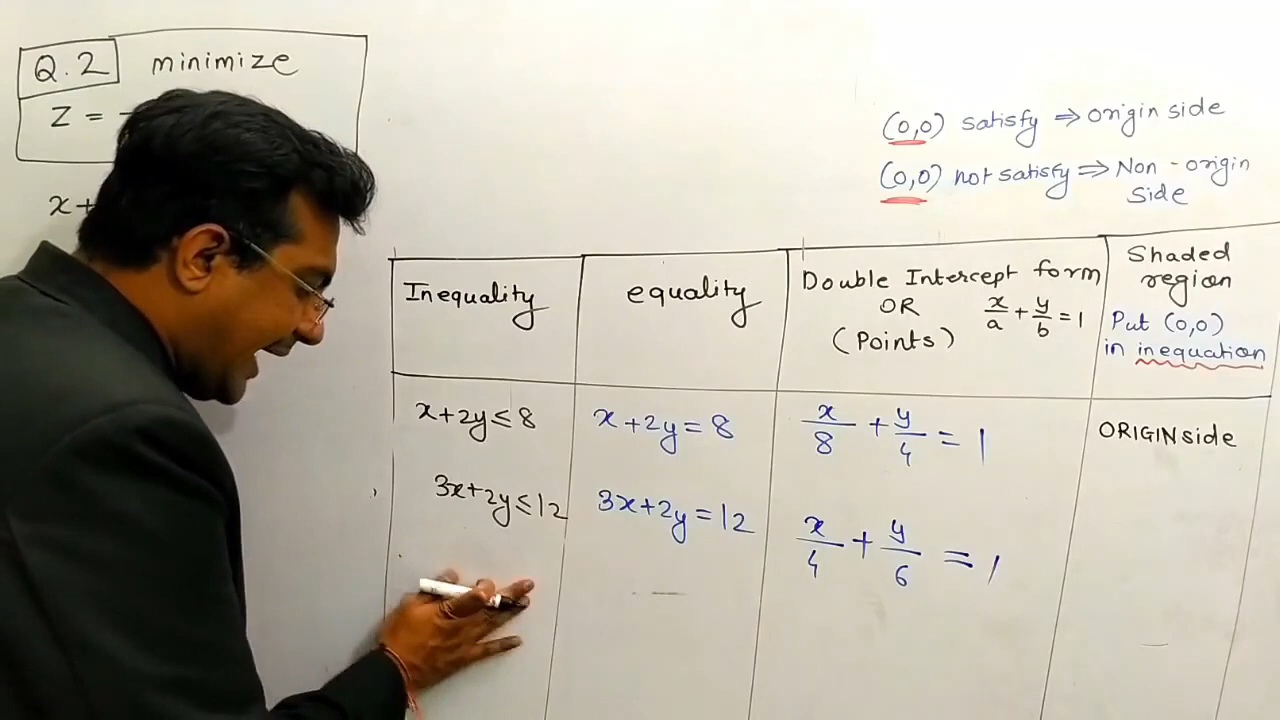 Q.2 minimize
Z = -
x+
(0,0) satisfy ⇒ origin side
(0,0) not satisfy ⇒ Non-origin
side
Inequality
equality
Double Intercept form
OR x/a + y/b = 1
(Points)
Shaded
region
Put (0,0)
in inequation
x+2y≤8
x+2y=8
x/8 + y/4 = 1
ORIGIN side
3x+2y≤12
3x+2y=12
x/4 + y/6 = 1